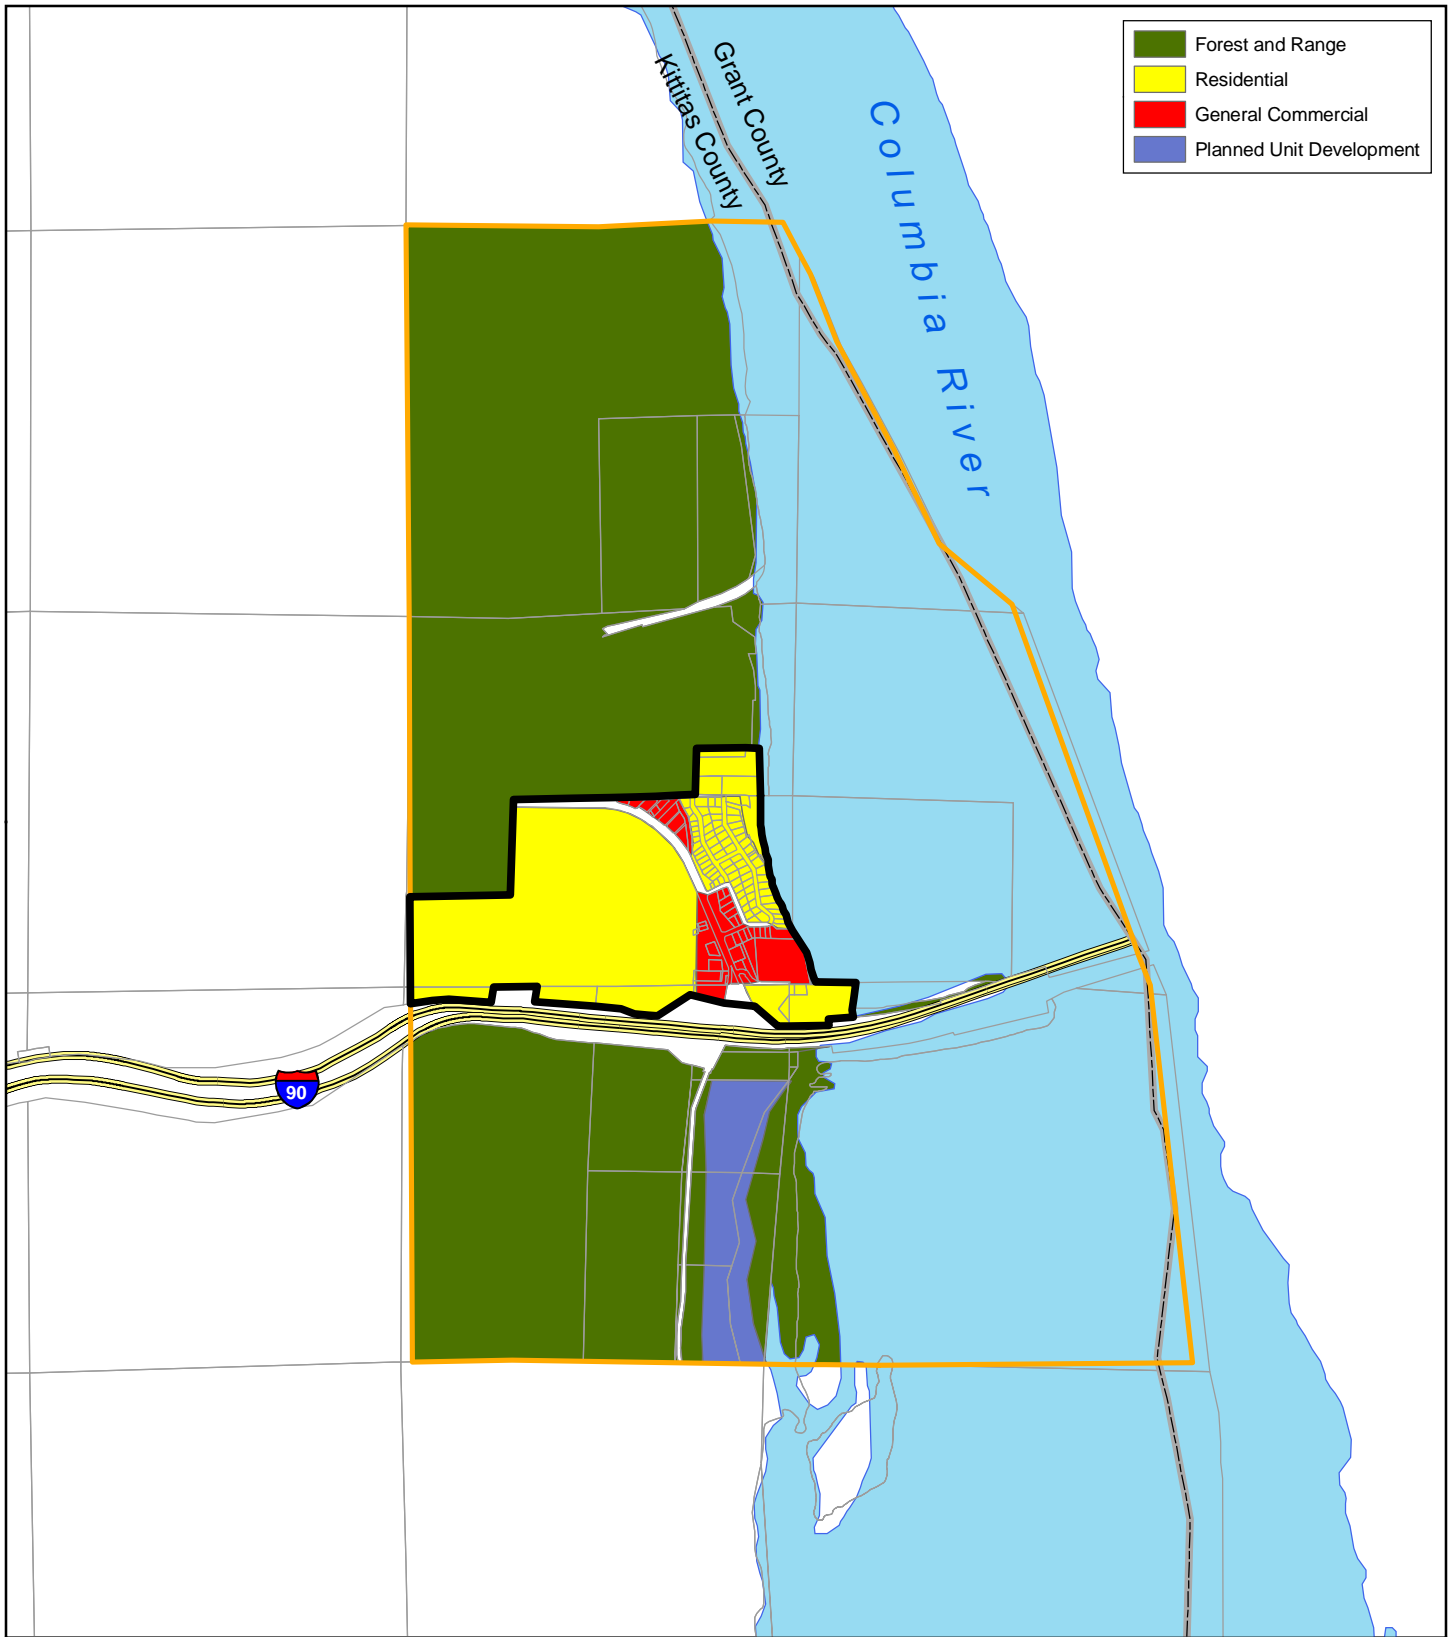 Forest and Range
Residential
General Commercial
Planned Unit Development
Grant County
Kittitas County
Columbia River
90